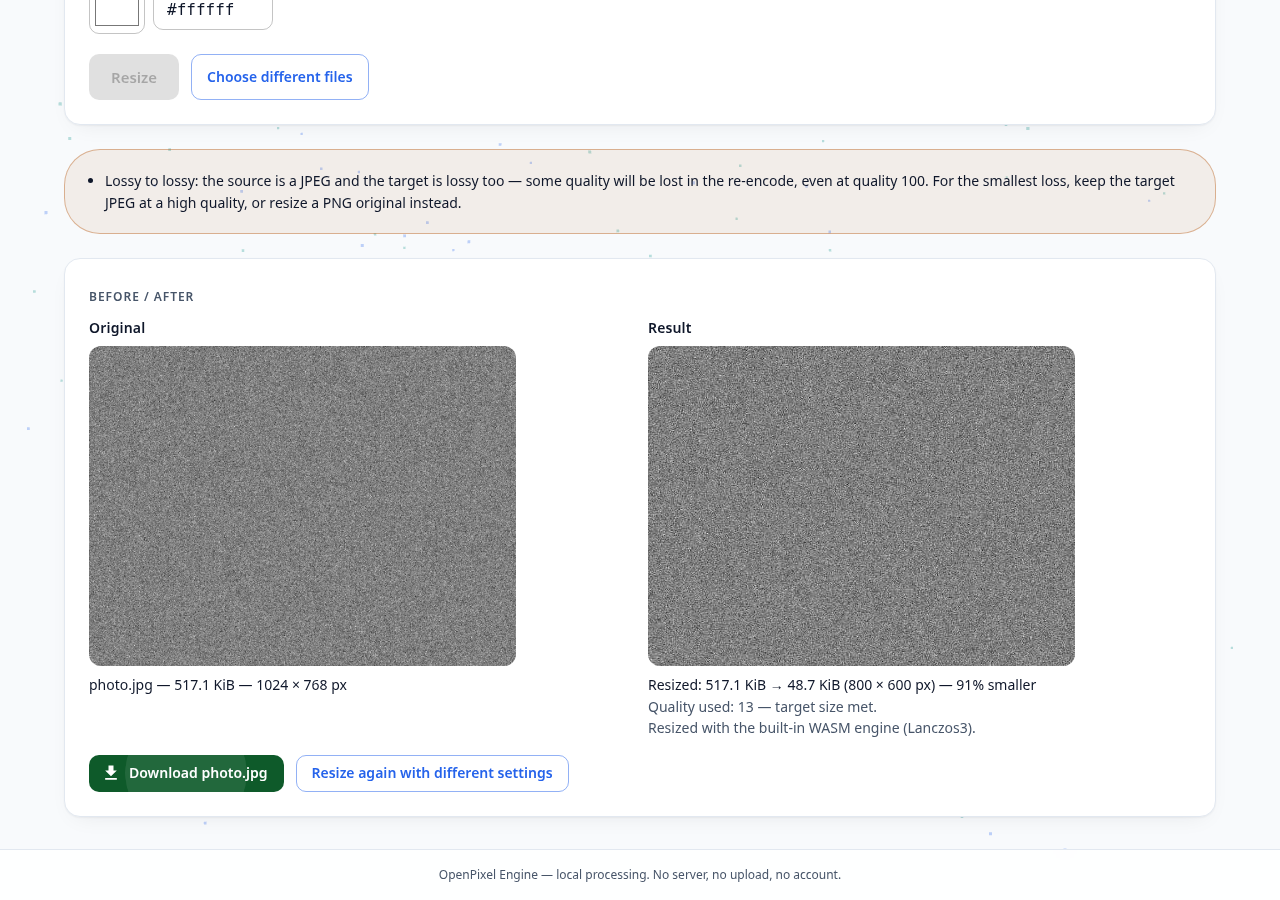 #ffffff
Resize
Choose different files
Lossy to lossy: the source is a JPEG and the target is lossy too — some quality will be lost in the re-encode, even at quality 100. For the smallest loss, keep the target
JPEG at a high quality, or resize a PNG original instead.
BEFORE / AFTER
Original
Result
photo.jpg — 517.1 KiB — 1024 × 768 px
Resized: 517.1 KiB → 48.7 KiB (800 × 600 px) — 91% smaller
Quality used: 13 — target size met.
Resized with the built-in WASM engine (Lanczos3).
Download photo.jpg
Resize again with different settings
OpenPixel Engine — local processing. No server, no upload, no account.